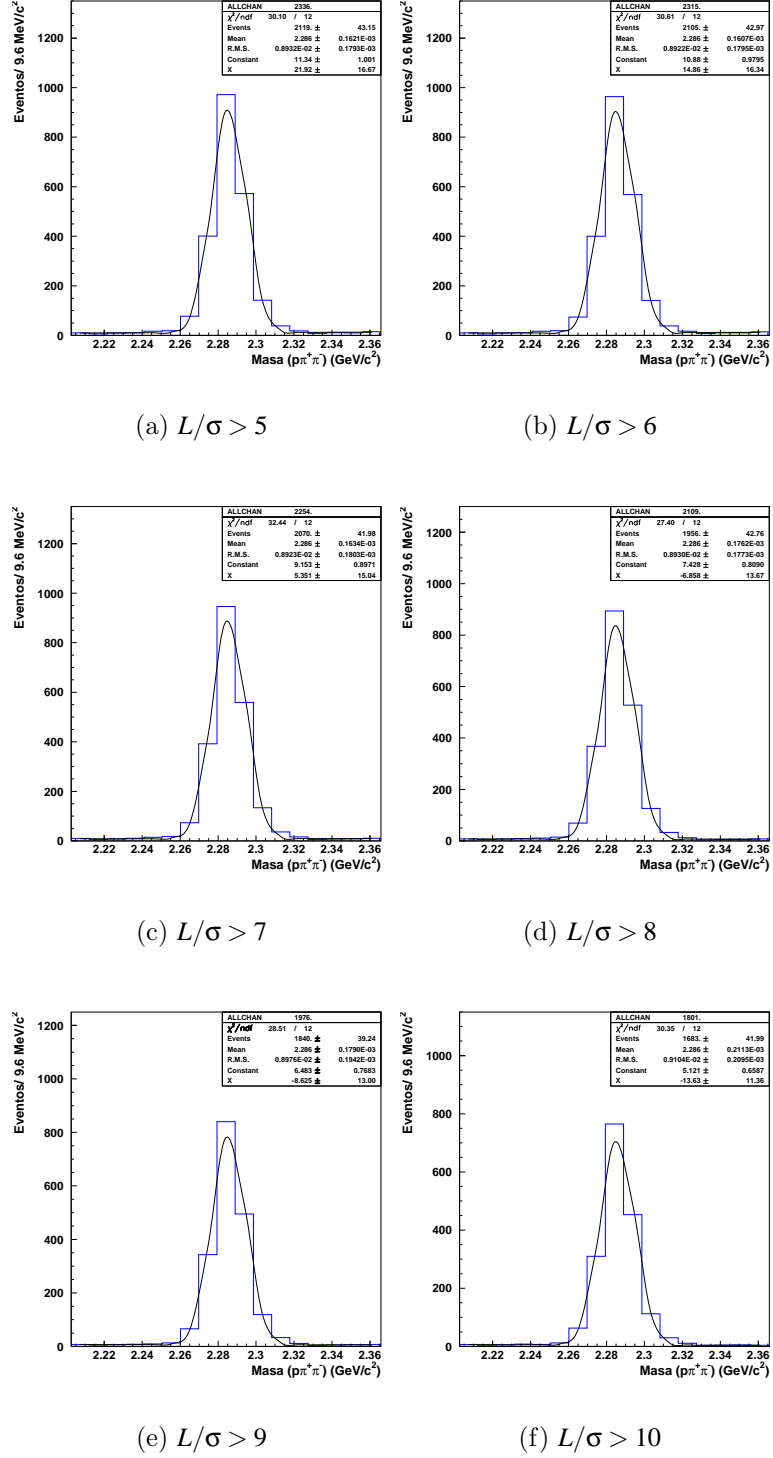 ALLCHAN 2336.
χ²/ndf 30.10 / 12
Events 2119. ± 43.15
Mean 2.286 ± 0.1621E-03
R.M.S. 0.8932E-02 ± 0.1793E-03
Constant 11.34 ± 1.001
X 21.92 ± 16.67
Eventos/ 9.6 MeV/c²
1200
1000
800
600
400
200
0
2.22 2.24 2.26 2.28 2.3 2.32 2.34 2.36
Masa (pπ⁺π⁻) (GeV/c²)
(a) L/σ > 5
ALLCHAN 2315.
χ²/ndf 30.61 / 12
Events 2105. ± 42.97
Mean 2.286 ± 0.1607E-03
R.M.S. 0.8922E-02 ± 0.1795E-03
Constant 10.88 ± 0.9795
X 14.86 ± 16.34
Eventos/ 9.6 MeV/c²
1200
1000
800
600
400
200
0
2.22 2.24 2.26 2.28 2.3 2.32 2.34 2.36
Masa (pπ⁺π⁻) (GeV/c²)
(b) L/σ > 6
ALLCHAN 2254.
χ²/ndf 32.44 / 12
Events 2070. ± 41.98
Mean 2.286 ± 0.1634E-03
R.M.S. 0.8923E-02 ± 0.1803E-03
Constant 9.153 ± 0.8971
X 5.351 ± 15.04
Eventos/ 9.6 MeV/c²
1200
1000
800
600
400
200
0
2.22 2.24 2.26 2.28 2.3 2.32 2.34 2.36
Masa (pπ⁺π⁻) (GeV/c²)
(c) L/σ > 7
ALLCHAN 2109.
χ²/ndf 27.40 / 12
Events 1956. ± 42.76
Mean 2.286 ± 0.1762E-03
R.M.S. 0.8930E-02 ± 0.1773E-03
Constant 7.428 ± 0.8090
X -6.858 ± 13.67
Eventos/ 9.6 MeV/c²
1200
1000
800
600
400
200
0
2.22 2.24 2.26 2.28 2.3 2.32 2.34 2.36
Masa (pπ⁺π⁻) (GeV/c²)
(d) L/σ > 8
ALLCHAN 1976.
χ²/ndf 28.51 / 12
Events 1840. ± 39.24
Mean 2.286 ± 0.1790E-03
R.M.S. 0.8976E-02 ± 0.1942E-03
Constant 6.483 ± 0.7683
X -8.625 ± 13.00
Eventos/ 9.6 MeV/c²
1200
1000
800
600
400
200
0
2.22 2.24 2.26 2.28 2.3 2.32 2.34 2.36
Masa (pπ⁺π⁻) (GeV/c²)
(e) L/σ > 9
ALLCHAN 1801.
χ²/ndf 30.35 / 12
Events 1683. ± 41.99
Mean 2.286 ± 0.2113E-03
R.M.S. 0.9104E-02 ± 0.2095E-03
Constant 5.121 ± 0.6587
X -13.63 ± 11.36
Eventos/ 9.6 MeV/c²
1000
800
600
400
200
0
2.22 2.24 2.26 2.28 2.3 2.32 2.34 2.36
Masa (pπ⁺π⁻) (GeV/c²)
(f) L/σ > 10